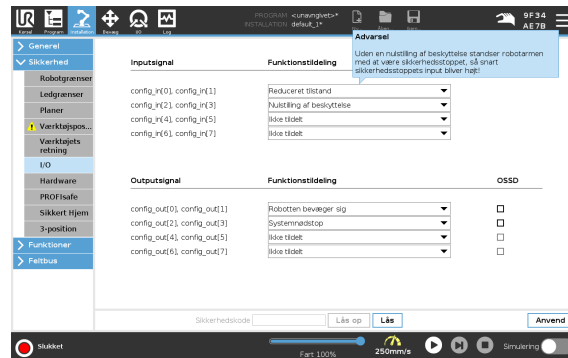 PROGRAM <unavngivet>*
INSTALLATION default_1*
9F34
AE7B
Kørsel Program Installation Bevæg I/O Log
Advarsel
Uden en nulstilling af beskyttelse standser robotarmen
med at være sikkerhedsstoppet, så snart
sikkerhedsstoppets input bliver højt!
Generel
Sikkerhed
Robotgrænser
Ledgrænser
Planer
Værktøjspos...
Værktøjets
retning
I/O
Hardware
PROFIsafe
Sikkert Hjem
3-position
Funktioner
Feltbus
Inputsignal Funktionstildeling
config_in[0], config_in[1] Reduceret tilstand
config_in[2], config_in[3] Nulstilling af beskyttelse
config_in[4], config_in[5] Ikke tildelt
config_in[6], config_in[7] Ikke tildelt
Outputsignal Funktionstildeling OSSD
config_out[0], config_out[1] Robotten bevæger sig
config_out[2], config_out[3] Systemnødstop
config_out[4], config_out[5] Ikke tildelt
config_out[6], config_out[7] Ikke tildelt
Sikkerhedskode Lås op Lås Anvend
Slukket Fart 100% 250mm/s Simulering